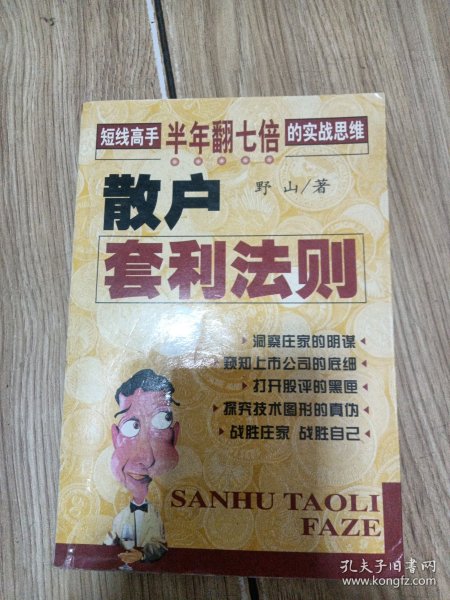 短线高手 半年翻七倍 的实战思维
散户
野 山/著
套利法则
洞察庄家的阴谋
窥知上市公司的底细
打开股评的黑匣
探究技术图形的真伪
战胜庄家 战胜自己
SANHU TAOLI
FAZE
孔夫子旧书网
www.kongfz.com